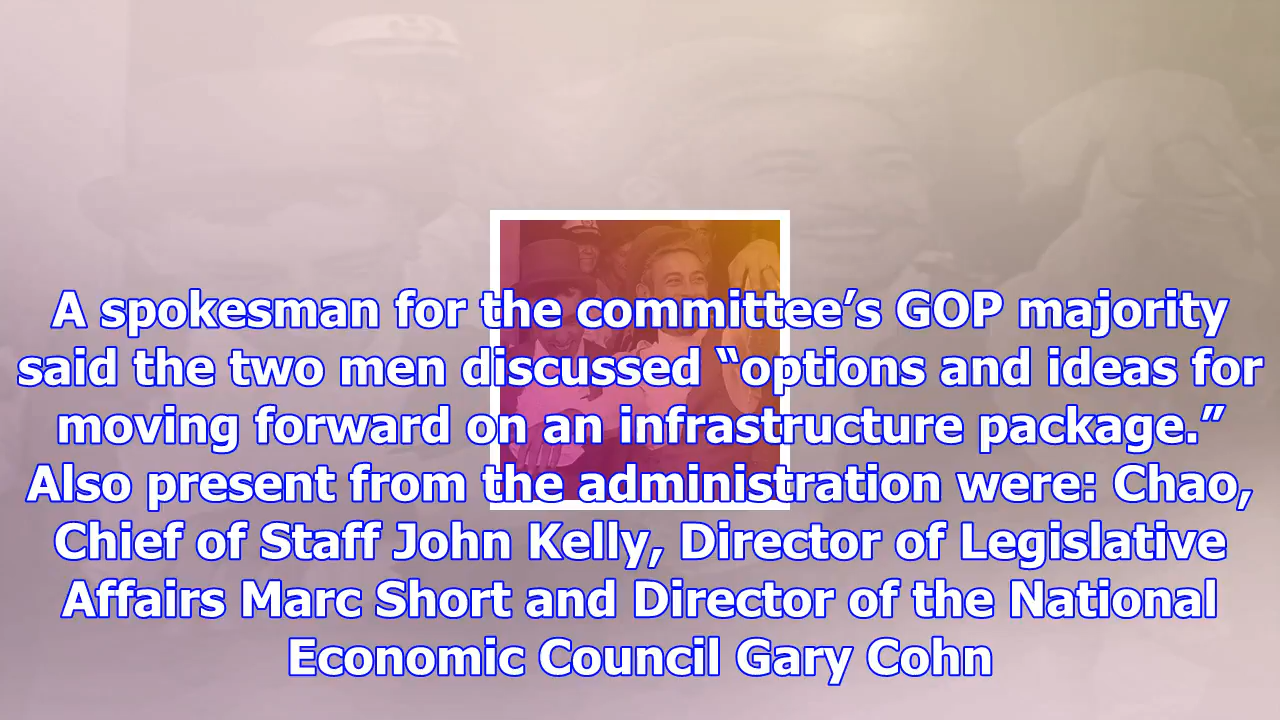 A spokesman for the committee’s GOP majority
said the two men discussed “options and ideas for
moving forward on an infrastructure package.”
Also present from the administration were: Chao,
Chief of Staff John Kelly, Director of Legislative
Affairs Marc Short and Director of the National
Economic Council Gary Cohn